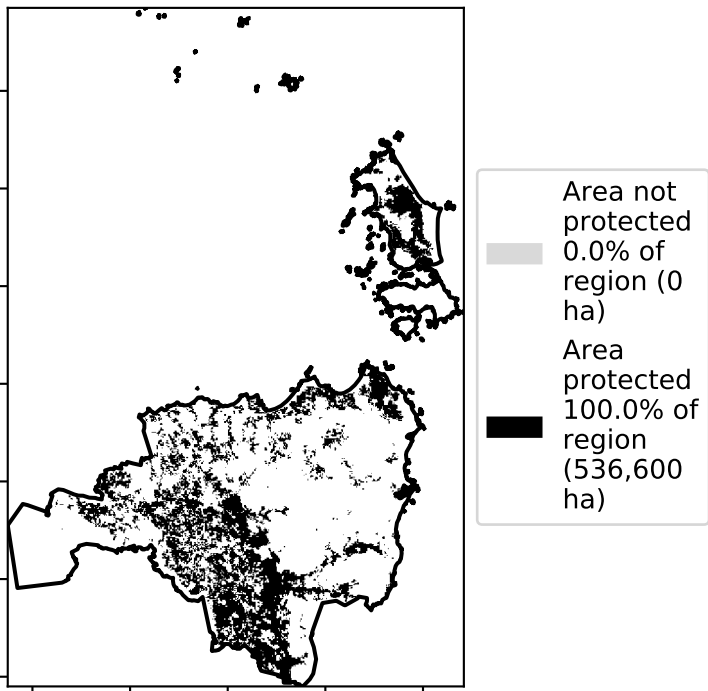 Area not
protected
0.0% of
region (0
ha)
Area
protected
100.0% of
region
(536,600
ha)